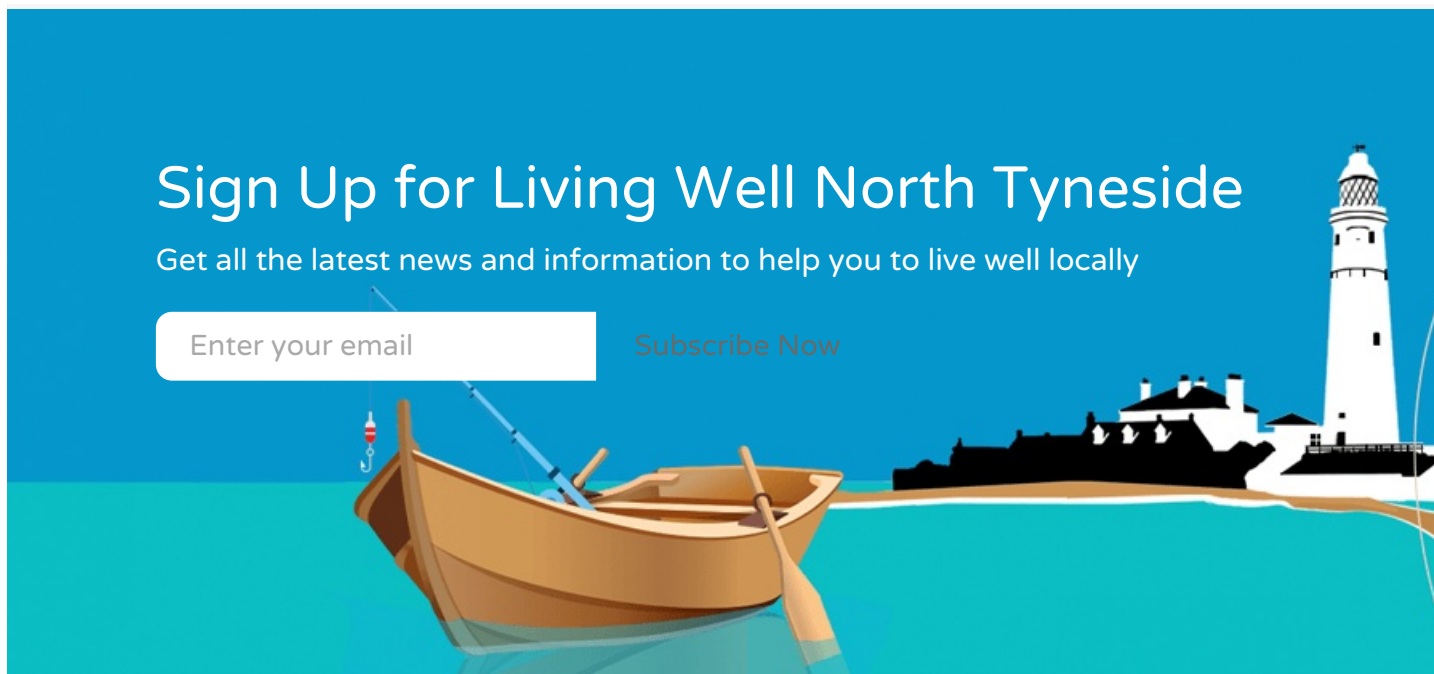 Sign Up for Living Well North Tyneside
Get all the latest news and information to help you to live well locally
Enter your email
Subscribe Now